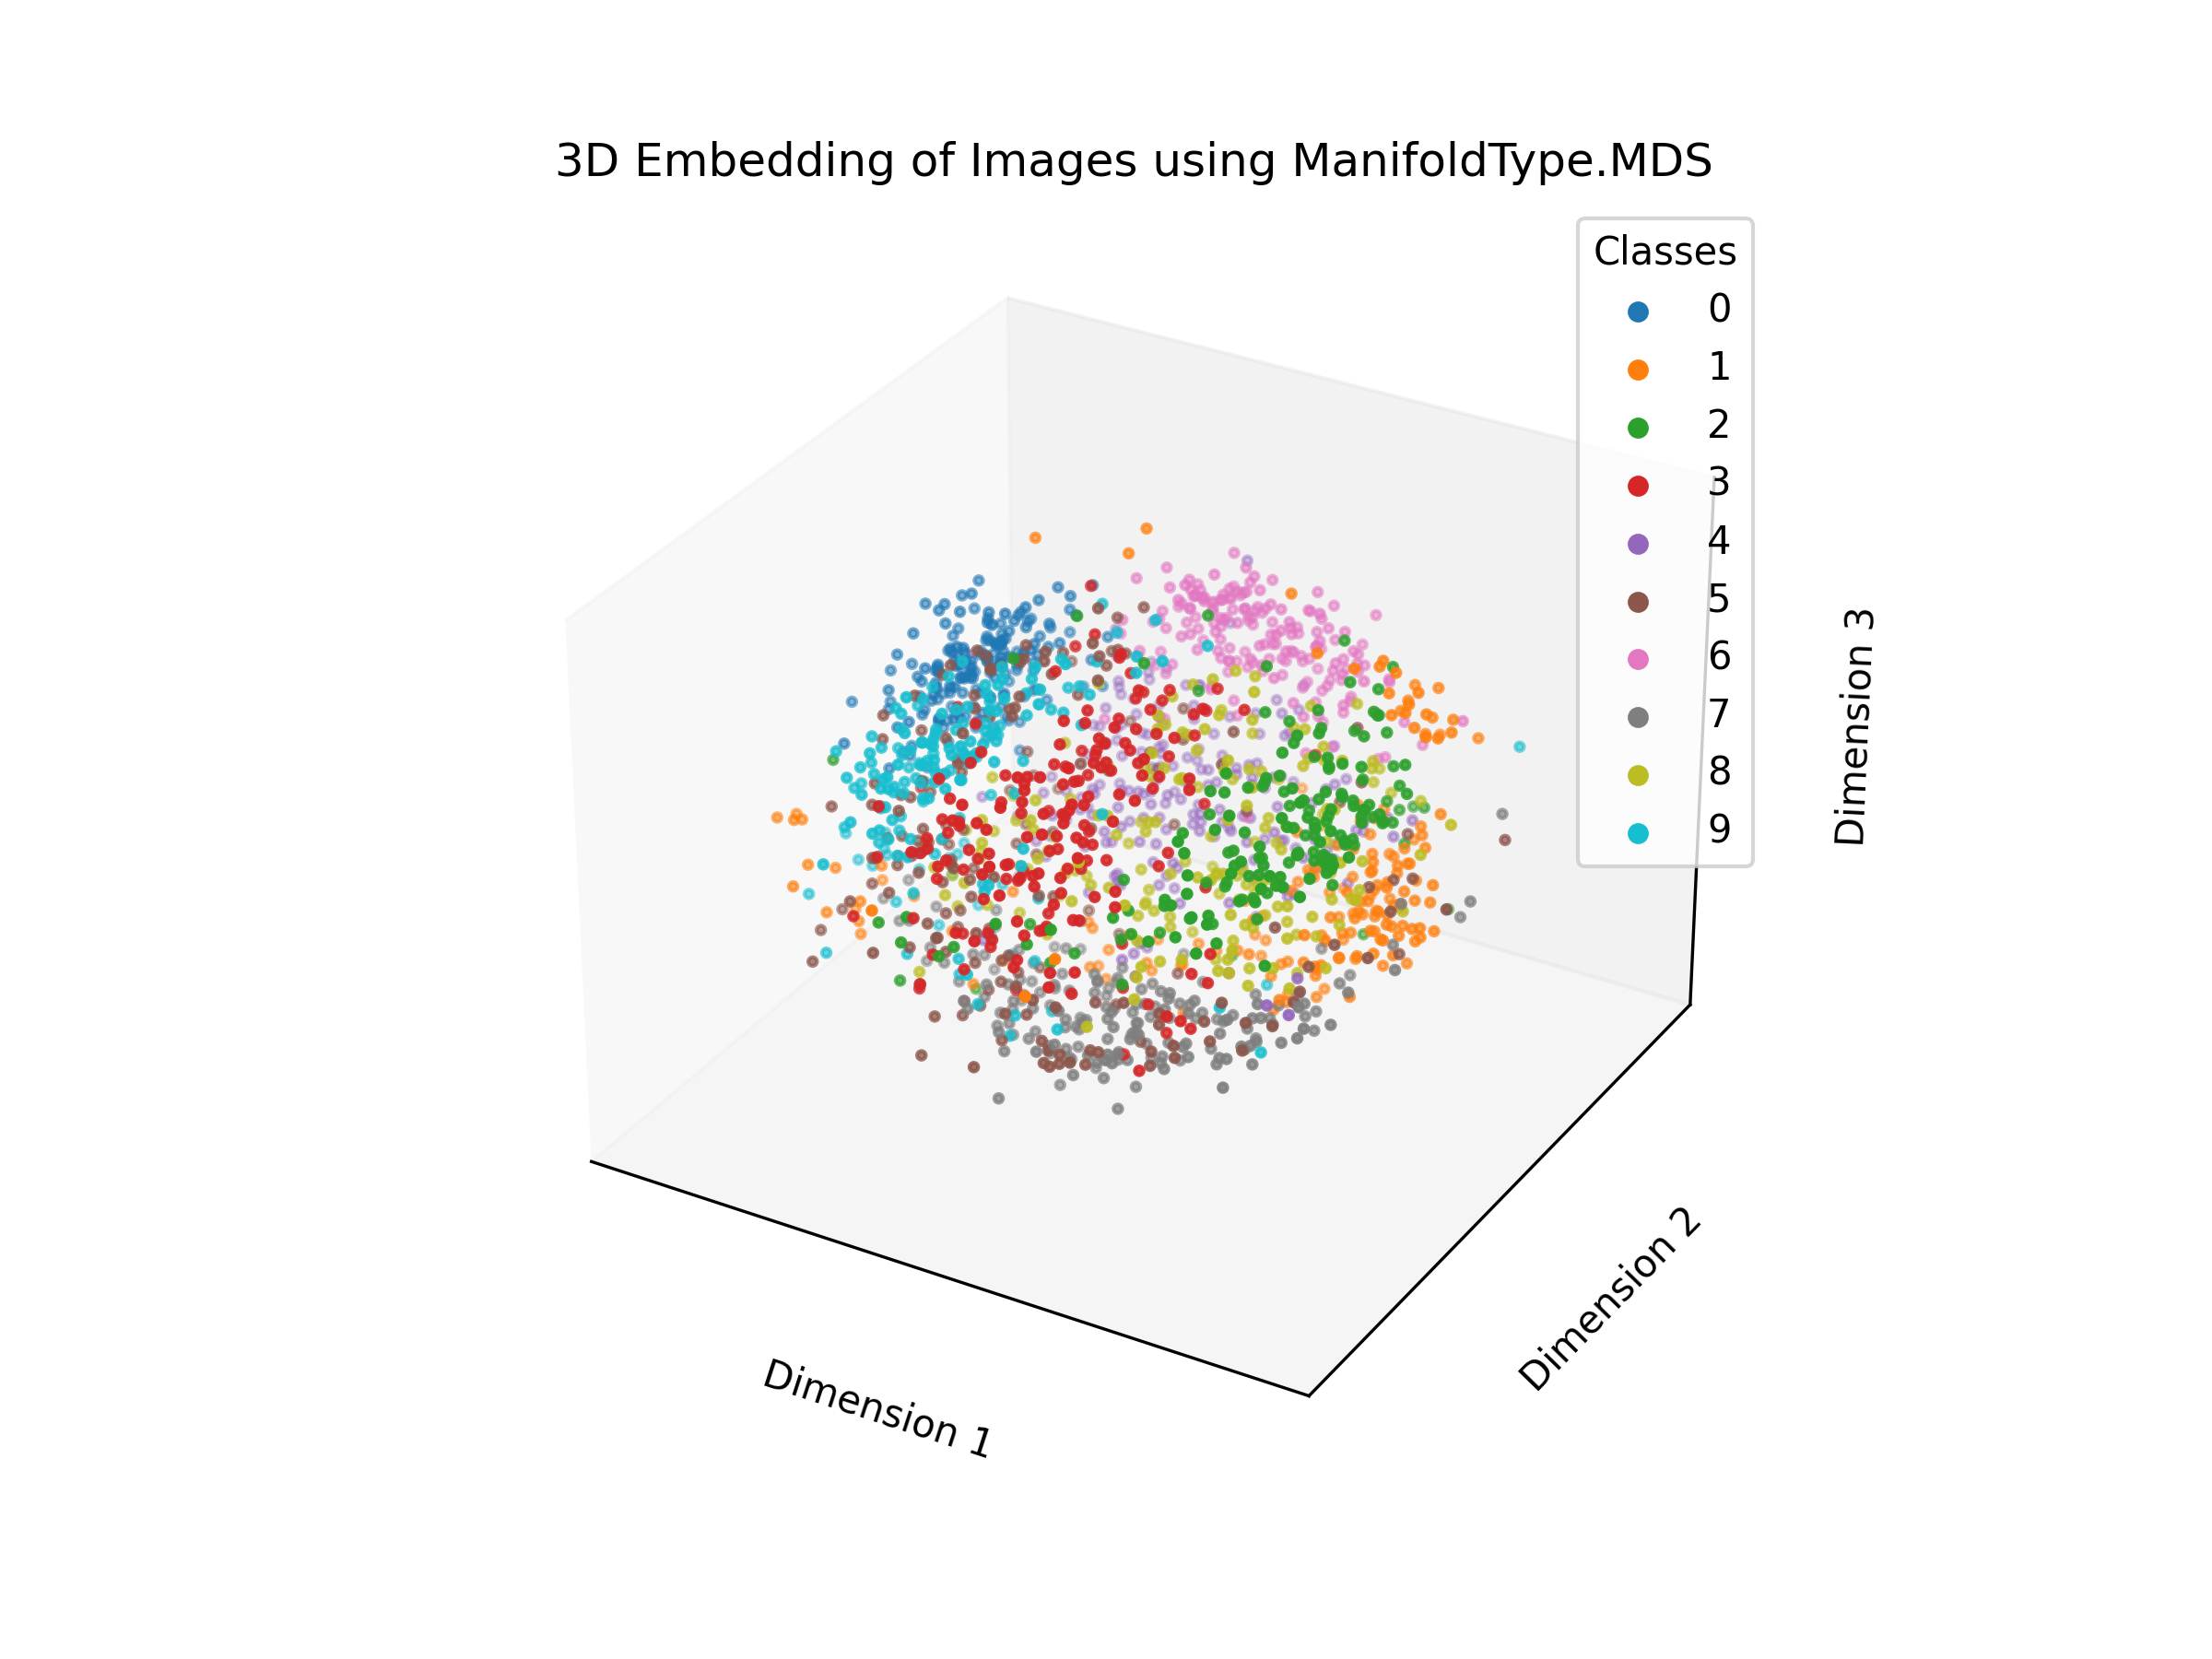 3D Embedding of Images using ManifoldType.MDS
Classes
0
1
2
3
4
5
6
7
8
9
Dimension 3
Dimension 2
Dimension 1